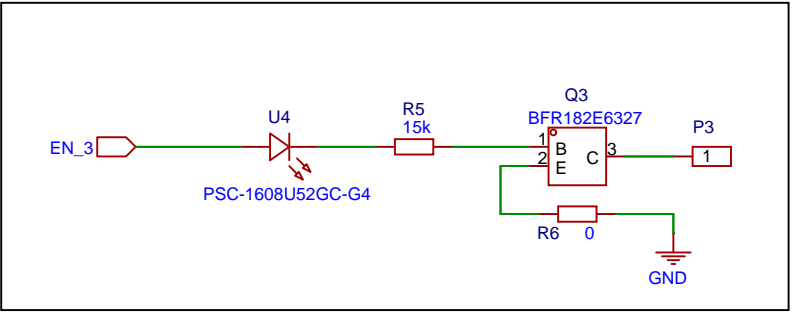 Q3
BFR182E6327
U4
R5
15k
P3
EN_3
1
B
3
1
2
E
C
PSC-1608U52GC-G4
R6
0
GND